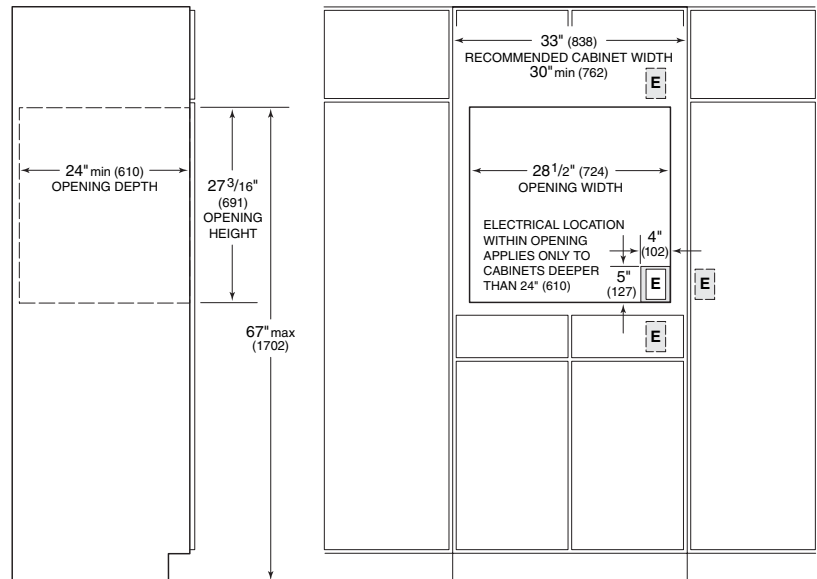 24" min (610)
OPENING DEPTH
27 3/16"
(691)
OPENING
HEIGHT
67" max
(1702)
33" (838)
RECOMMENDED CABINET WIDTH
30" min (762)
E
28 1/2" (724)
OPENING WIDTH
ELECTRICAL LOCATION
WITHIN OPENING
APPLIES ONLY TO
CABINETS DEEPER
THAN 24" (610)
4"
(102)
5"
(127)
E
E
E